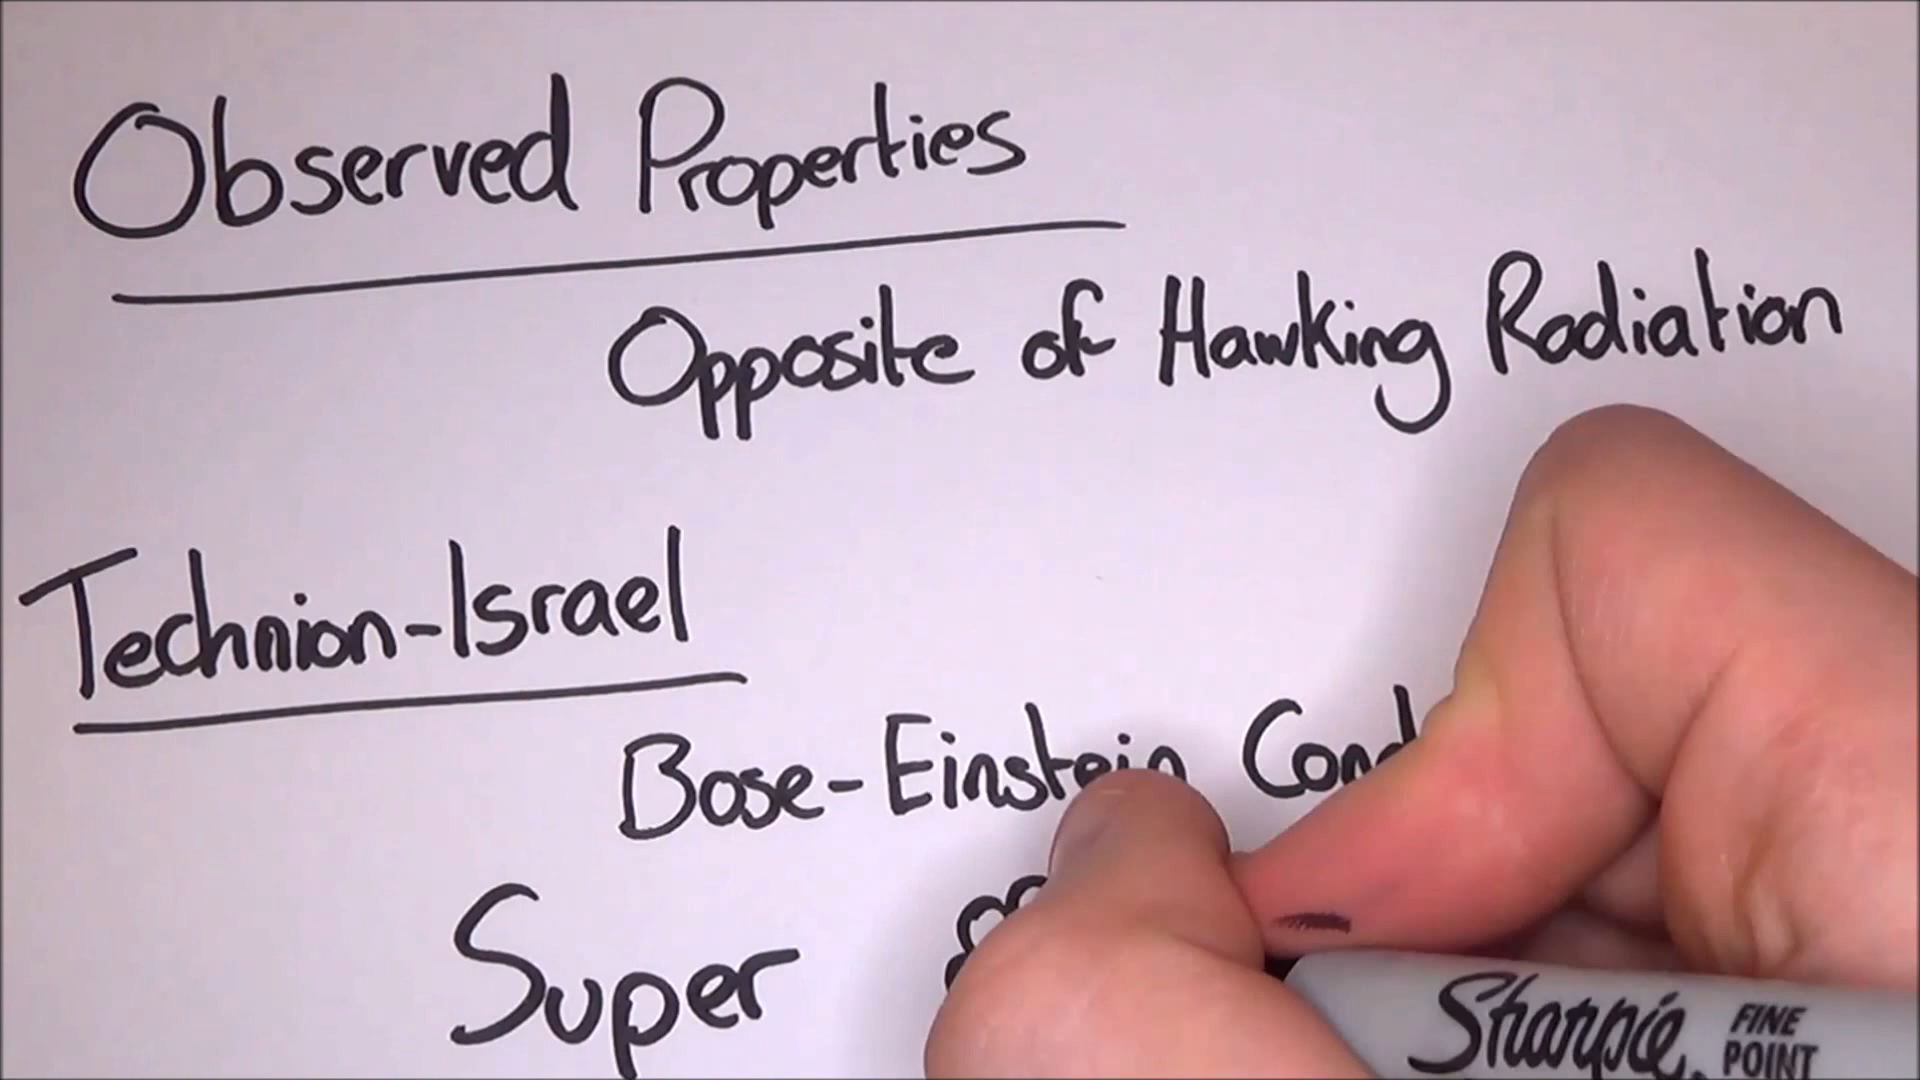 Observed Properties
Opposite of Hawking Radiation
Technion-Israel
Bose-Einstein Cond
Super
Sharpie.
FINE
POINT